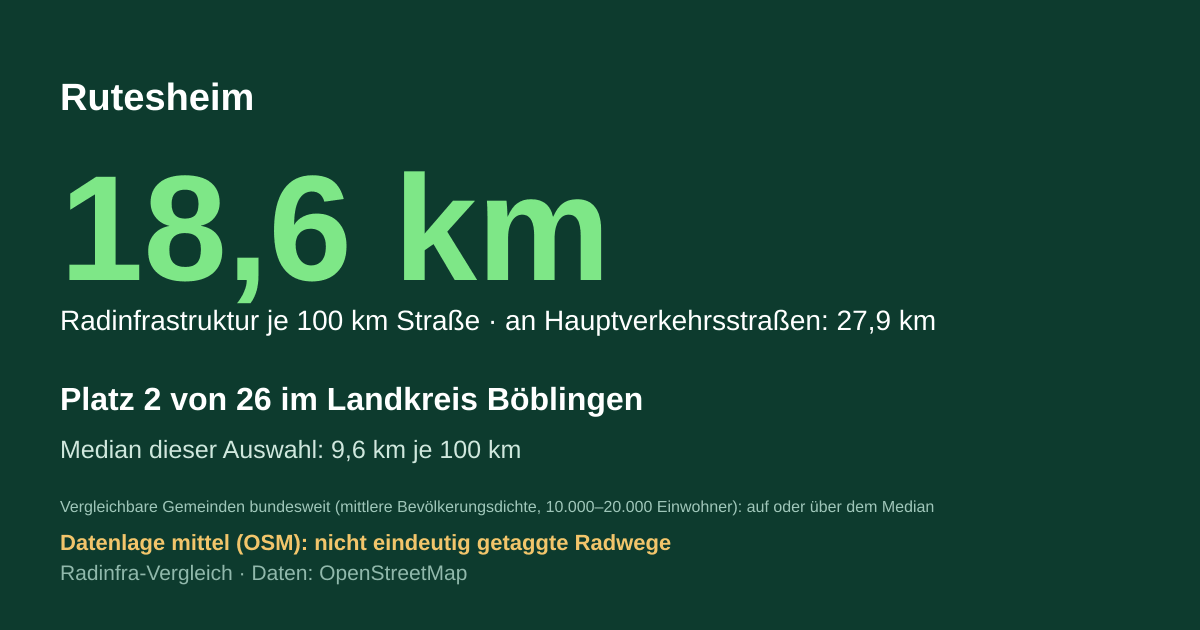 Rutesheim
18,6 km
Radinfrastruktur je 100 km Straße · an Hauptverkehrsstraßen: 27,9 km
Platz 2 von 26 im Landkreis Böblingen
Median dieser Auswahl: 9,6 km je 100 km
Vergleichbare Gemeinden bundesweit (mittlere Bevölkerungsdichte, 10.000–20.000 Einwohner): auf oder über dem Median
Datenlage mittel (OSM): nicht eindeutig getaggte Radwege
Radinfra-Vergleich · Daten: OpenStreetMap